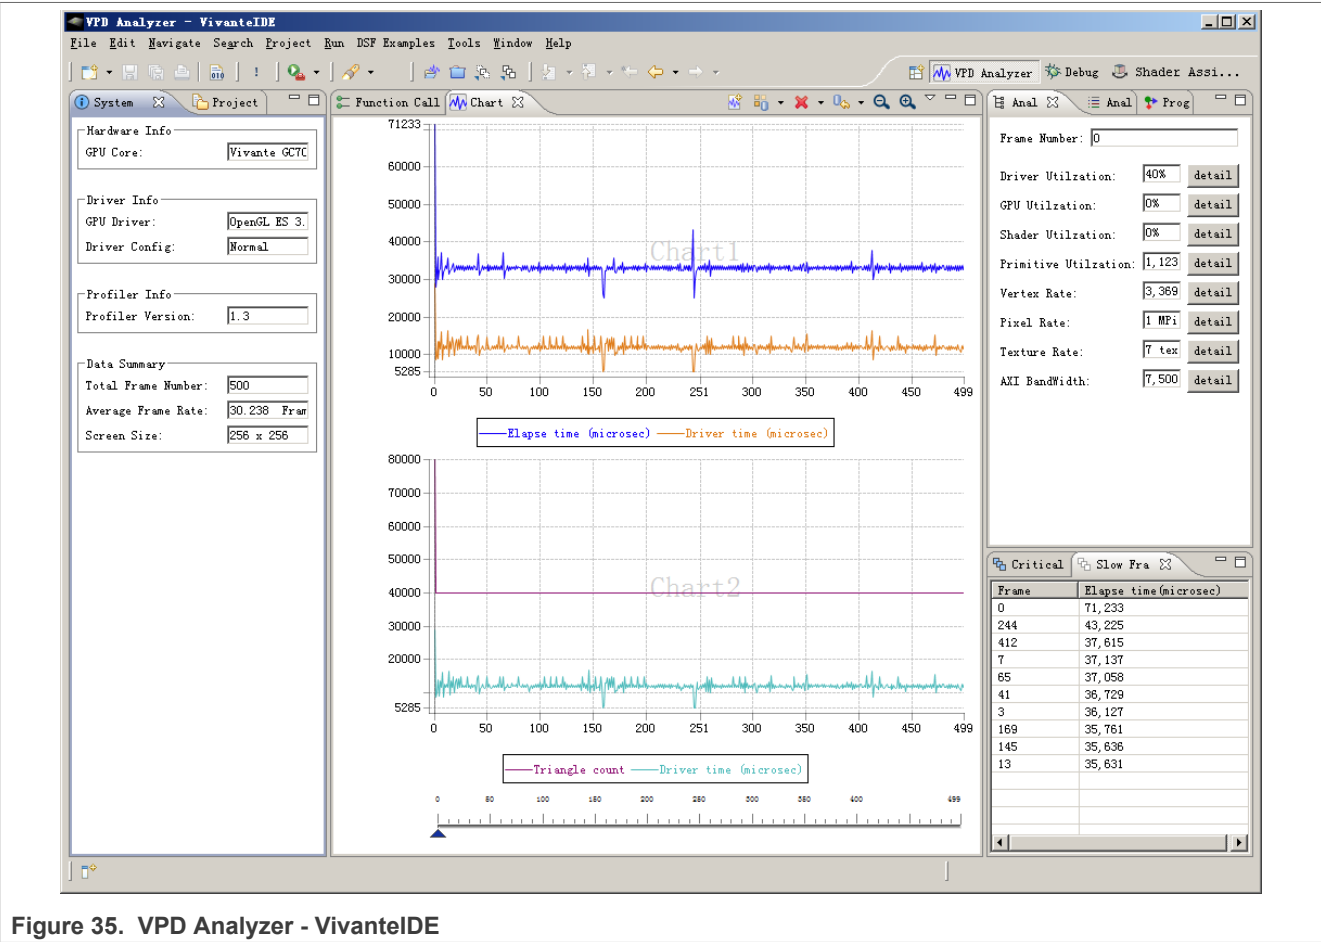 VPD Analyzer - VivanteIDE
File Edit Navigate Search Project Run DSF Examples Tools Window Help
VPD Analyzer Debug Shader Assi...
System Project
Hardware Info
GPU Core: Vivante GC7C
Driver Info
GPU Driver: OpenGL ES 3.
Driver Config: Normal
Profiler Info
Profiler Version: 1.3
Data Summary
Total Frame Number: 500
Average Frame Rate: 30.238 Fram
Screen Size: 256 x 256
Function Call Chart
71233
60000
50000
40000
30000
20000
10000
5285
Chart1
0 50 100 150 200 251 300 350 400 450 499
Elapse time (microsec) Driver time (microsec)
80000
70000
60000
50000
40000
30000
20000
5285
Chart2
0 50 100 150 200 251 300 350 400 450 499
Triangle count Driver time (microsec)
0 50 100 150 200 250 300 350 400 499
Anal Anal Prog
Frame Number: 0
Driver Utilzation: 40% detail
GPU Utilzation: 0% detail
Shader Utilzation: 0% detail
Primitive Utilzation: 1,123 detail
Vertex Rate: 3,369 detail
Pixel Rate: 1 MPi detail
Texture Rate: 7 tex detail
AXI BandWidth: 7,500 detail
Critical Slow Fra
Frame Elapse time(microsec)
0 71,233
244 43,225
412 37,615
7 37,137
65 37,058
41 36,729
3 36,127
169 35,761
145 35,636
13 35,631
Figure 35. VPD Analyzer - VivanteIDE